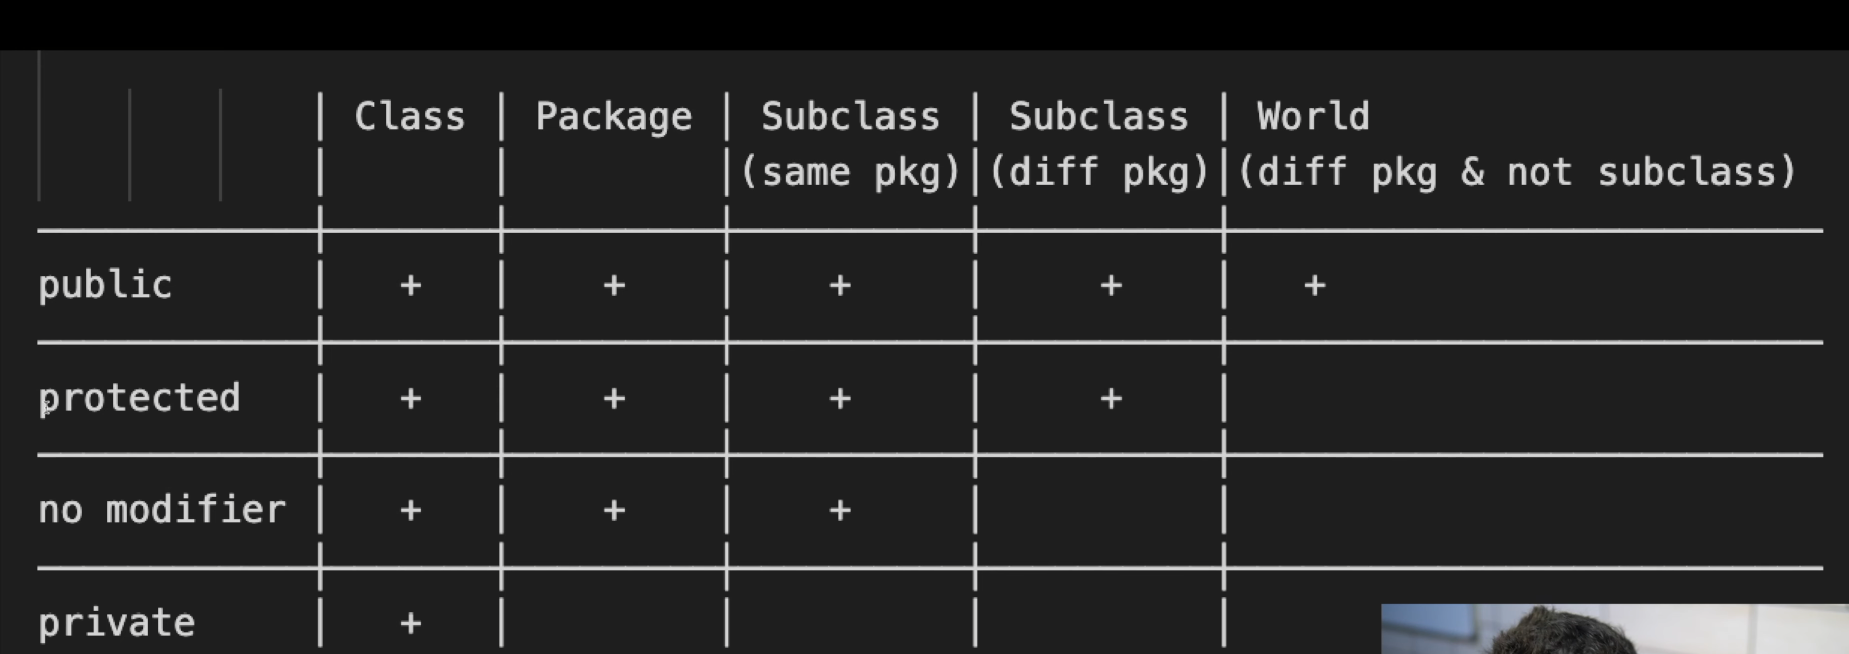 | Class | Package | Subclass | Subclass | World
| | |(same pkg)|(diff pkg)|(diff pkg & not subclass)
public | + | + | + | + | +
protected | + | + | + | + |
no modifier | + | + | + | |
private | + | | | |